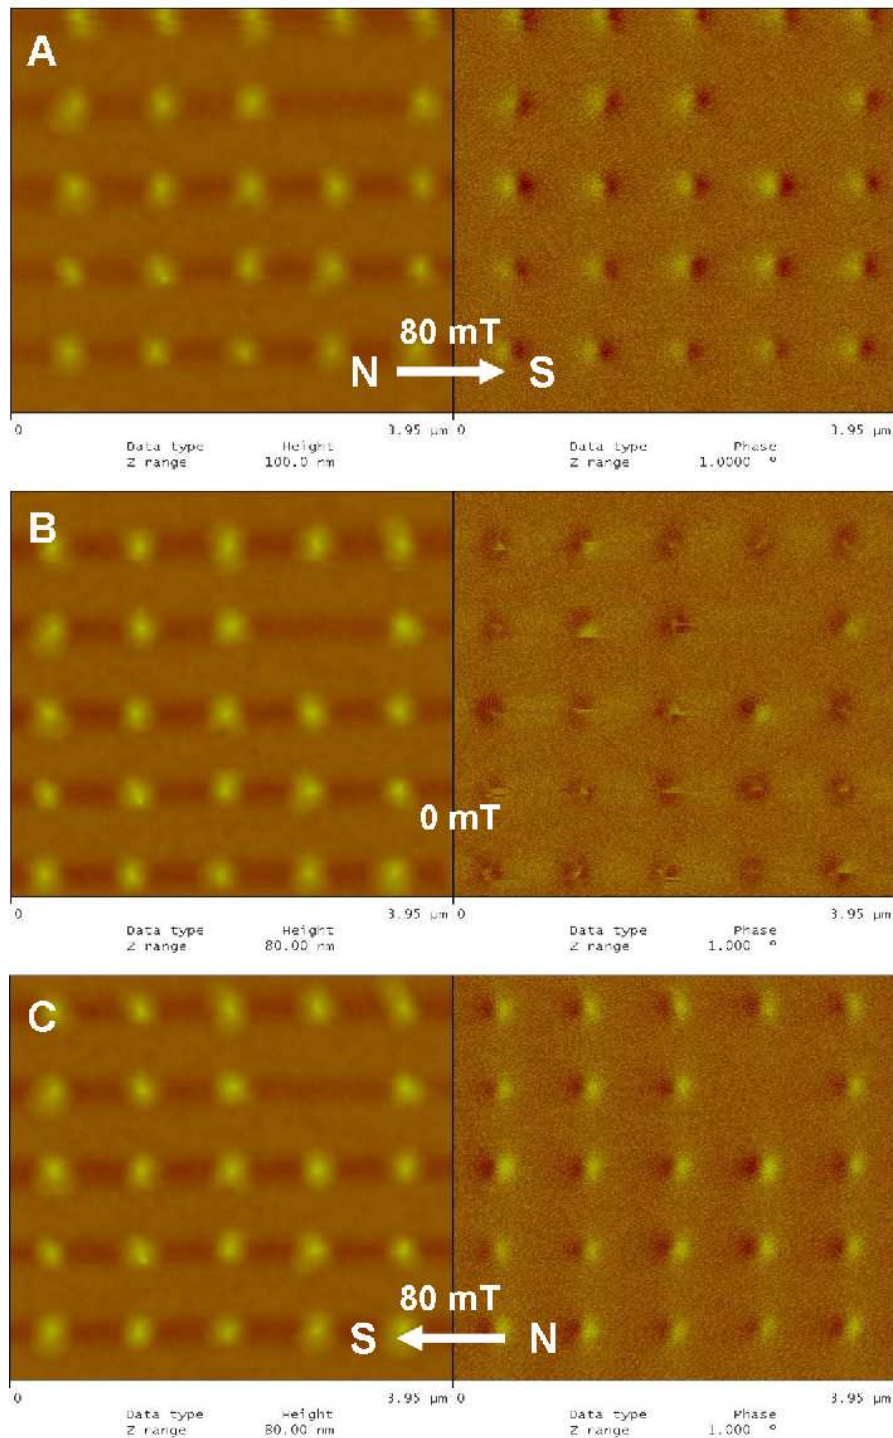 A
80 mT
N S
0 3.95 µm 0 3.95 µm
Data type Height Data type Phase
Z range 100.0 nm Z range 1.0000 °
B
0 mT
0 3.95 µm 0 3.95 µm
Data type Height Data type Phase
Z range 80.00 nm Z range 1.000 °
C
80 mT
S N
0 3.95 µm 0 3.95 µm
Data type Height Data type Phase
Z range 80.00 nm Z range 1.000 °